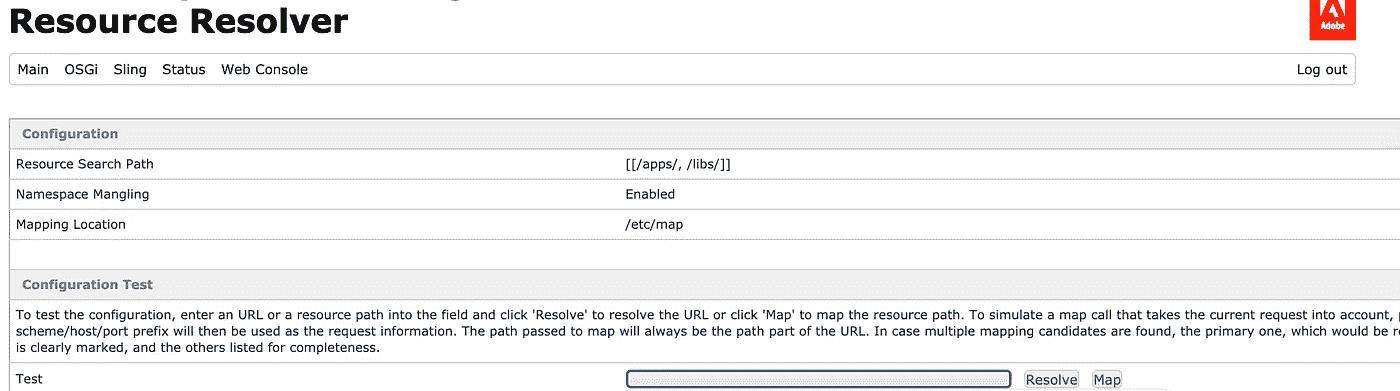 Resource Resolver
Adobe
Main OSGi Sling Status Web Console Log out
Configuration
Resource Search Path [[/apps/, /libs/]]
Namespace Mangling Enabled
Mapping Location /etc/map
Configuration Test
To test the configuration, enter an URL or a resource path into the field and click 'Resolve' to resolve the URL or click 'Map' to map the resource path. To simulate a map call that takes the current request into account,
scheme/host/port prefix will then be used as the request information. The path passed to map will always be the path part of the URL. In case multiple mapping candidates are found, the primary one, which would be
is clearly marked, and the others listed for completeness.
Test Resolve Map